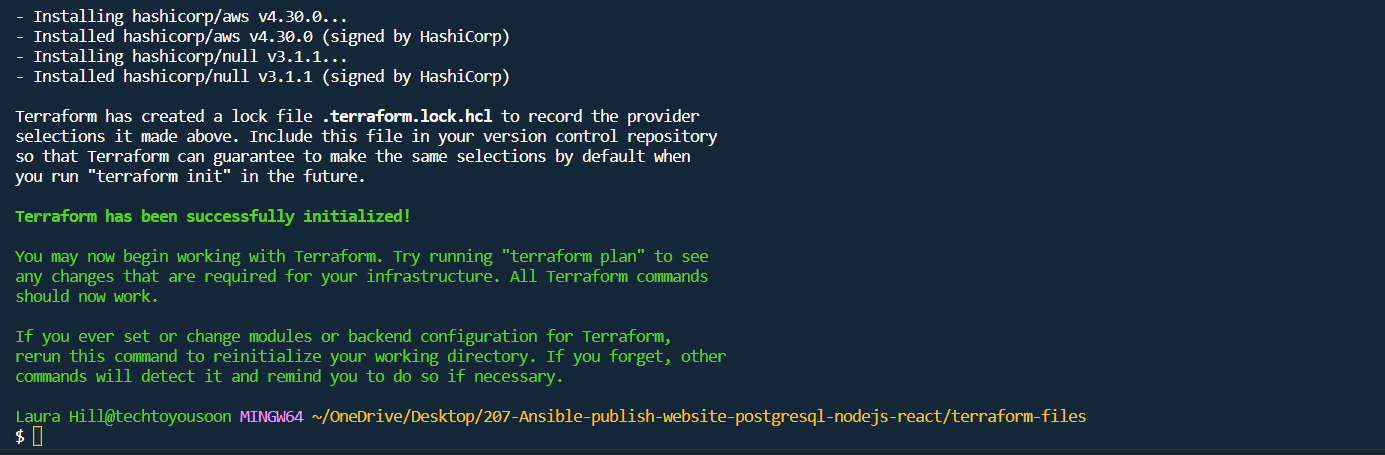 - Installing hashicorp/aws v4.30.0...
- Installed hashicorp/aws v4.30.0 (signed by HashiCorp)
- Installing hashicorp/null v3.1.1...
- Installed hashicorp/null v3.1.1 (signed by HashiCorp)
Terraform has created a lock file .terraform.lock.hcl to record the provider
selections it made above. Include this file in your version control repository
so that Terraform can guarantee to make the same selections by default when
you run "terraform init" in the future.
Terraform has been successfully initialized!
You may now begin working with Terraform. Try running "terraform plan" to see
any changes that are required for your infrastructure. All Terraform commands
should now work.
If you ever set or change modules or backend configuration for Terraform,
rerun this command to reinitialize your working directory. If you forget, other
commands will detect it and remind you to do so if necessary.
Laura Hill@techtoyousoon MINGW64 ~/OneDrive/Desktop/207-Ansible-publish-website-postgresql-nodejs-react/terraform-files
$